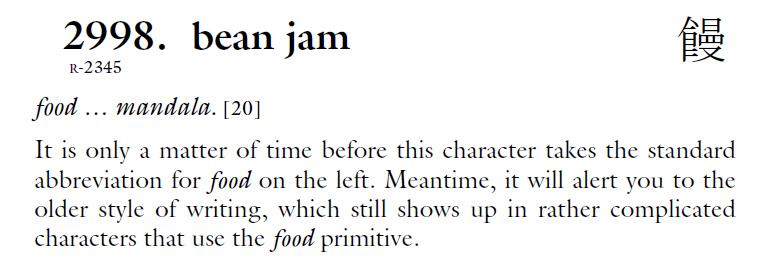 2998. bean jam 饅
R-2345
food … mandala. [20]
It is only a matter of time before this character takes the standard
abbreviation for food on the left. Meantime, it will alert you to the
older style of writing, which still shows up in rather complicated
characters that use the food primitive.